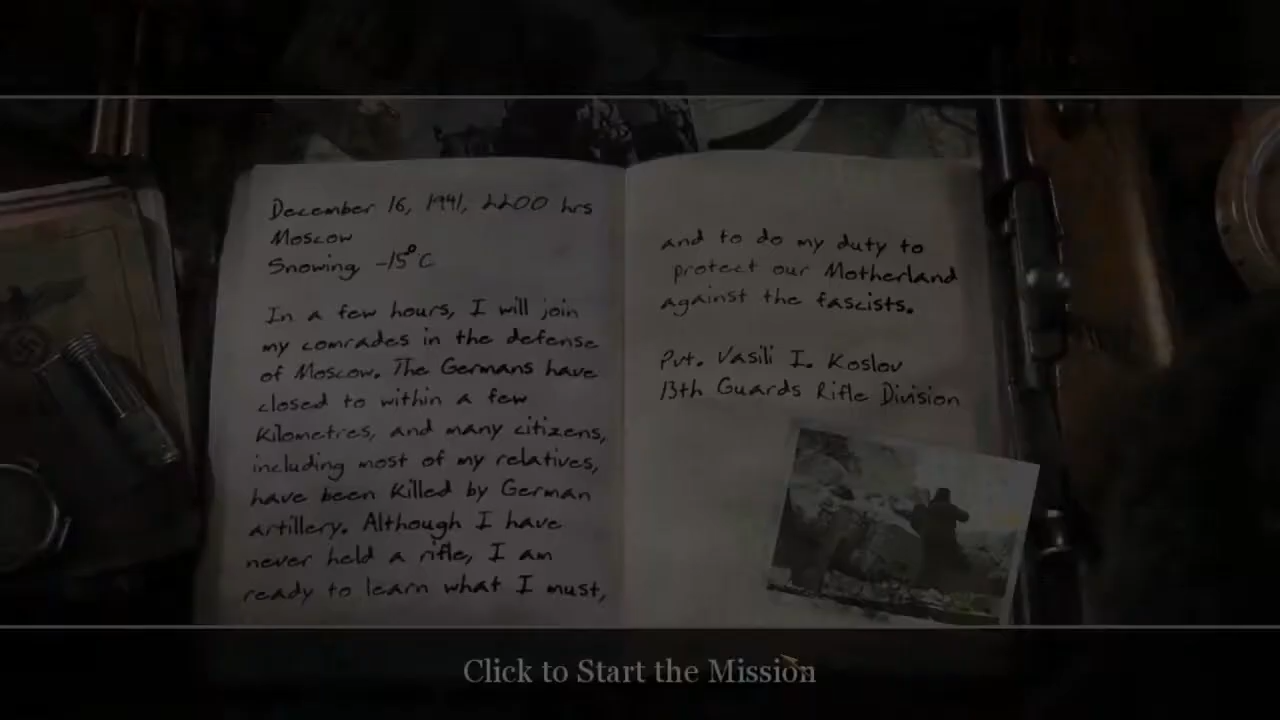 December 16, 1941, 2200 hrs
Moscow
Snowing, -15°C
In a few hours, I will join
my comrades in the defense
of Moscow. The Germans have
closed to within a few
kilometres, and many citizens,
including most of my relatives,
have been killed by German
artillery. Although I have
never held a rifle, I am
ready to learn what I must,
and to do my duty to
protect our Motherland
against the fascists.
Pvt. Vasili I. Koslov
13th Guards Rifle Division
Click to Start the Mission